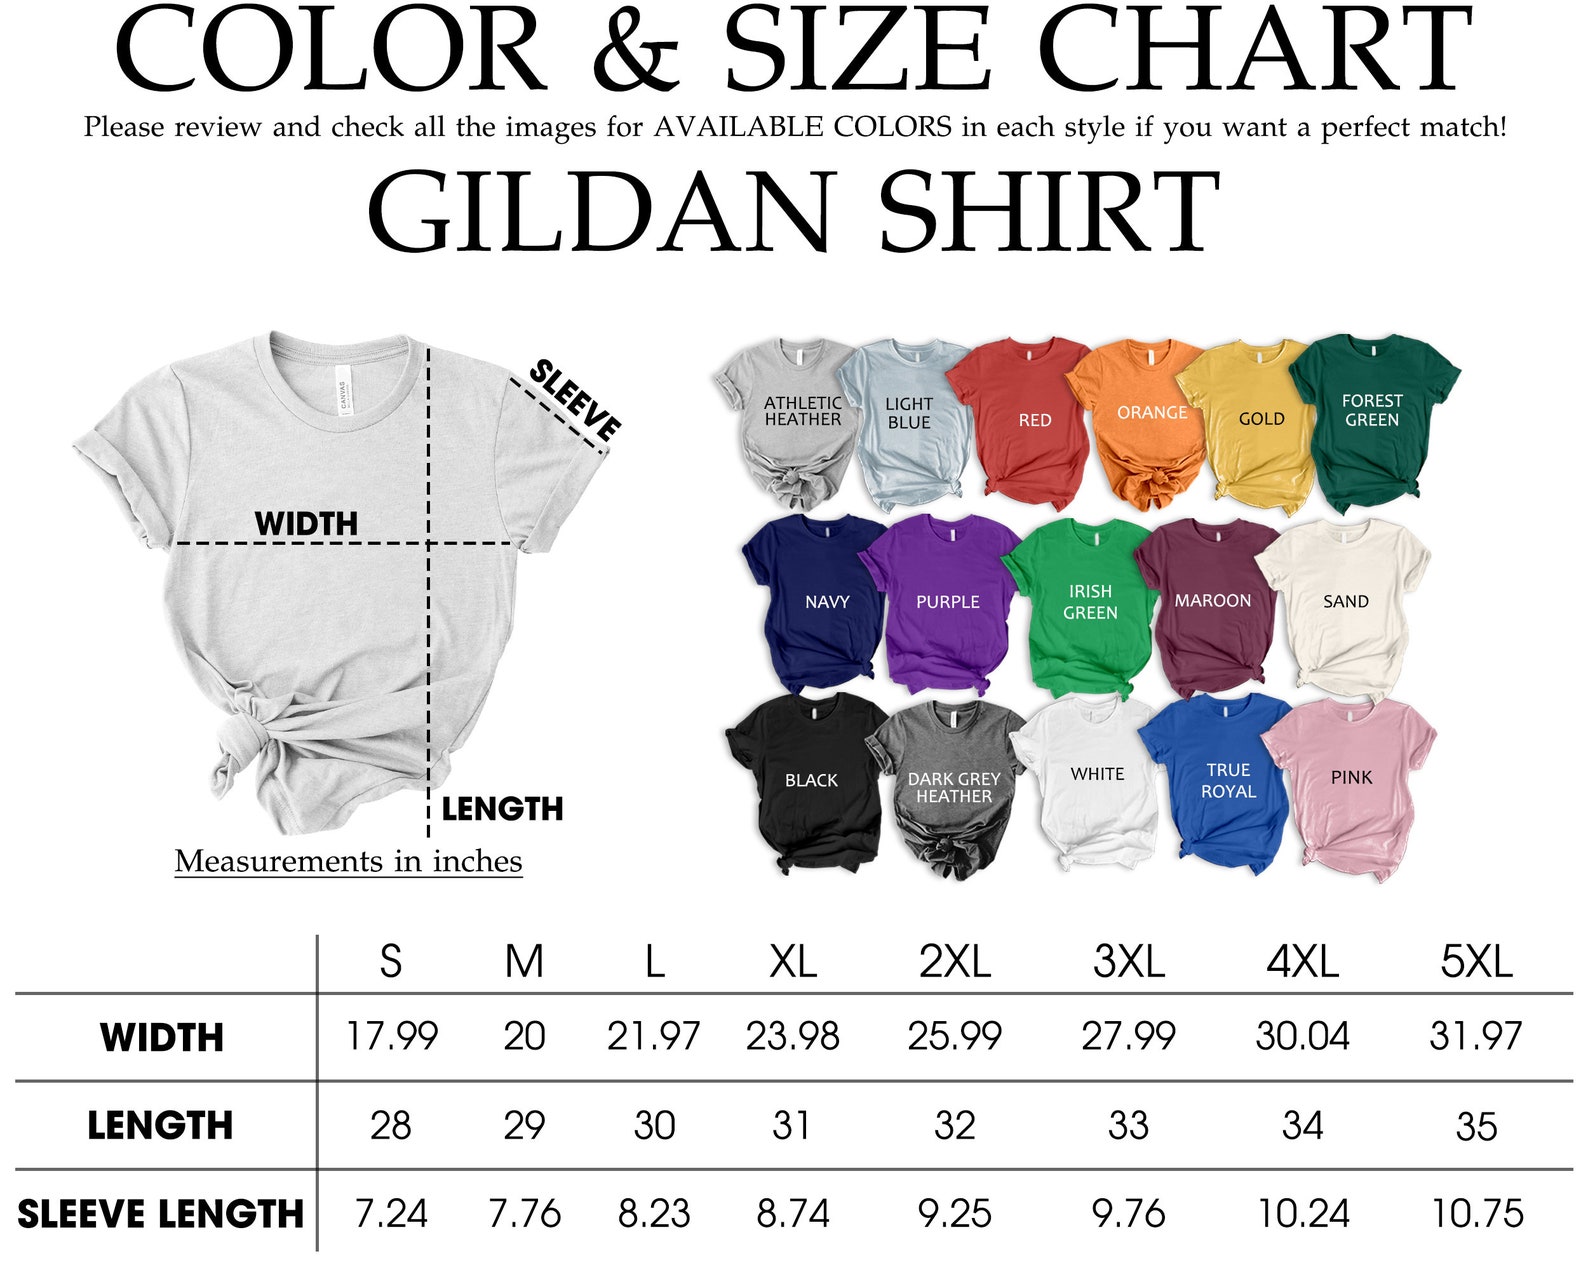 COLOR & SIZE CHART
Please review and check all the images for AVAILABLE COLORS in each style if you want a perfect match!
GILDAN SHIRT
CANVAS
SLEEVE
WIDTH
LENGTH
Measurements in inches
ATHLETIC
HEATHER
LIGHT
BLUE
RED
ORANGE
GOLD
FOREST
GREEN
NAVY
PURPLE
IRISH
GREEN
MAROON
SAND
BLACK
DARK GREY
HEATHER
WHITE
TRUE
ROYAL
PINK
S M L XL 2XL 3XL 4XL 5XL
WIDTH 17.99 20 21.97 23.98 25.99 27.99 30.04 31.97
LENGTH 28 29 30 31 32 33 34 35
SLEEVE LENGTH 7.24 7.76 8.23 8.74 9.25 9.76 10.24 10.75